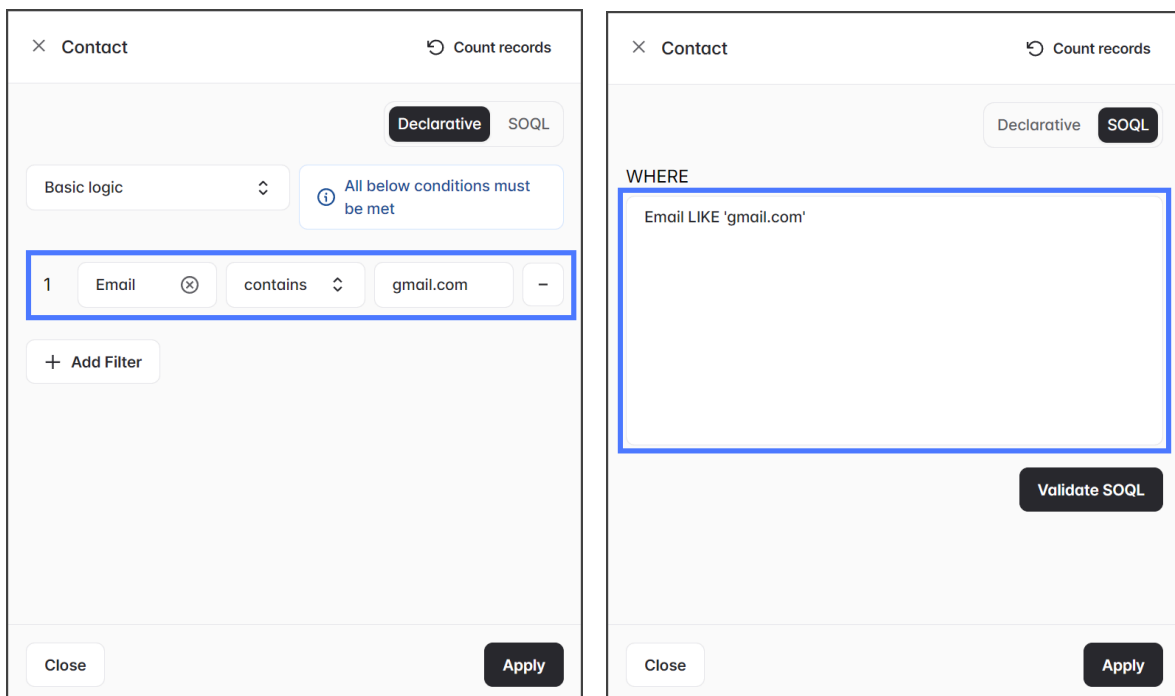 Contact
Count records
Declarative SOQL
Basic logic
All below conditions must
be met
1 Email contains gmail.com −
+ Add Filter
Close
Apply
Contact
Count records
Declarative SOQL
WHERE
Email LIKE 'gmail.com'
Validate SOQL
Close
Apply